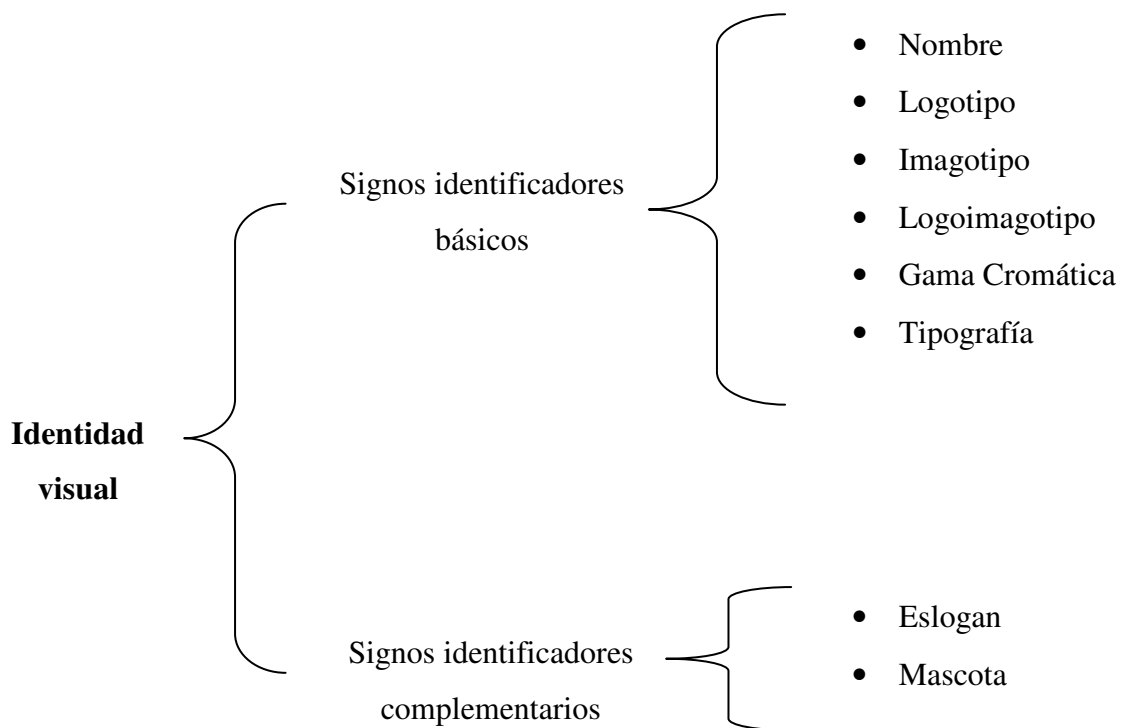 Identidad
visual
Signos identificadores
básicos
• Nombre
• Logotipo
• Imagotipo
• Logoimagotipo
• Gama Cromática
• Tipografía
Signos identificadores
complementarios
• Eslogan
• Mascota